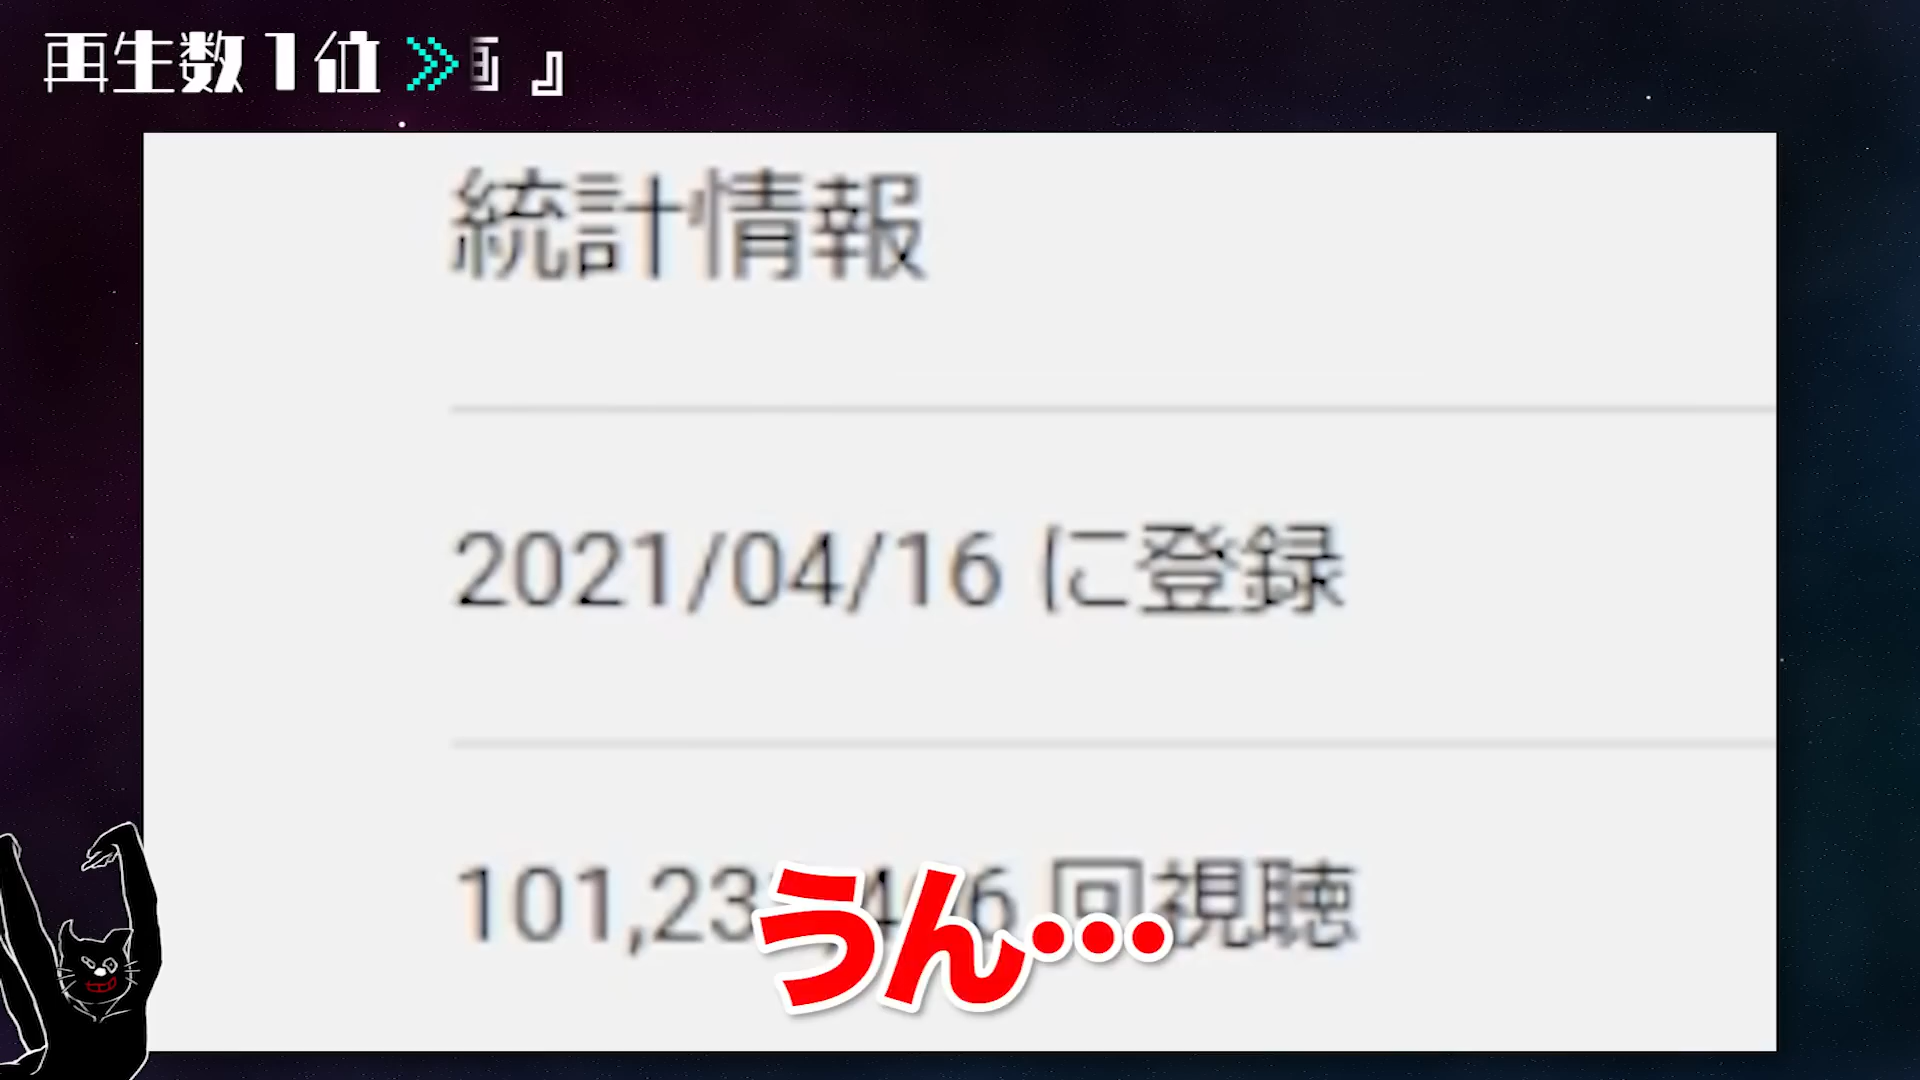 再生数1位 》 』
統計情報
2021/04/16 に登録
101,23 回視聴
うん…